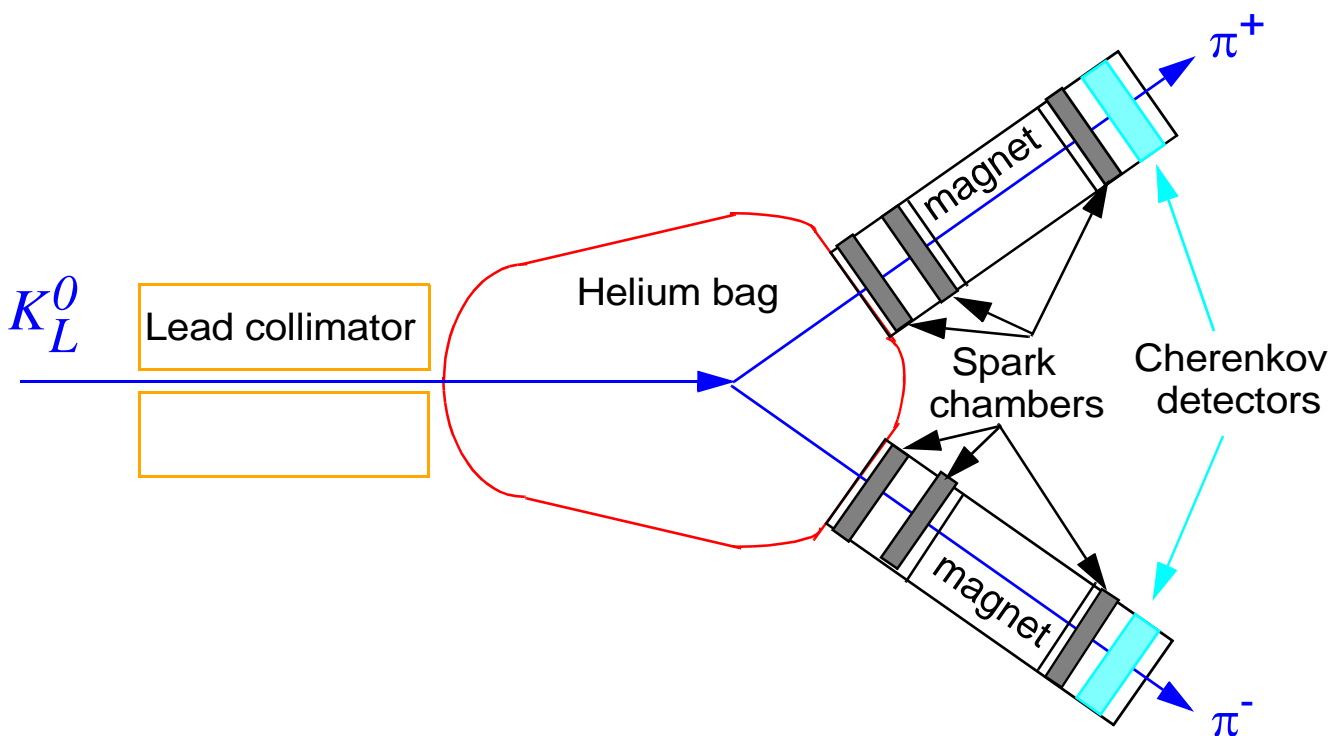 π+
magnet
K0L
Lead collimator
Helium bag
Spark
chambers
Cherenkov
detectors
magnet
π-